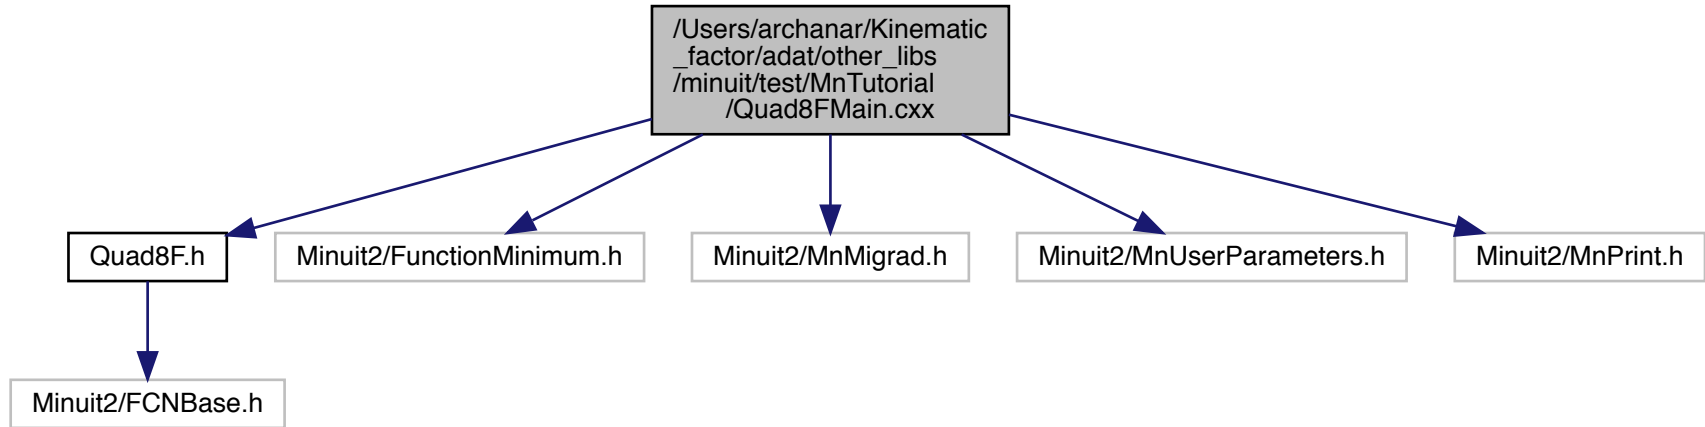 /Users/archanar/Kinematic
_factor/adat/other_libs
/minuit/test/MnTutorial
/Quad8FMain.cxx
Quad8F.h
Minuit2/FunctionMinimum.h
Minuit2/MnMigrad.h
Minuit2/MnUserParameters.h
Minuit2/MnPrint.h
Minuit2/FCNBase.h